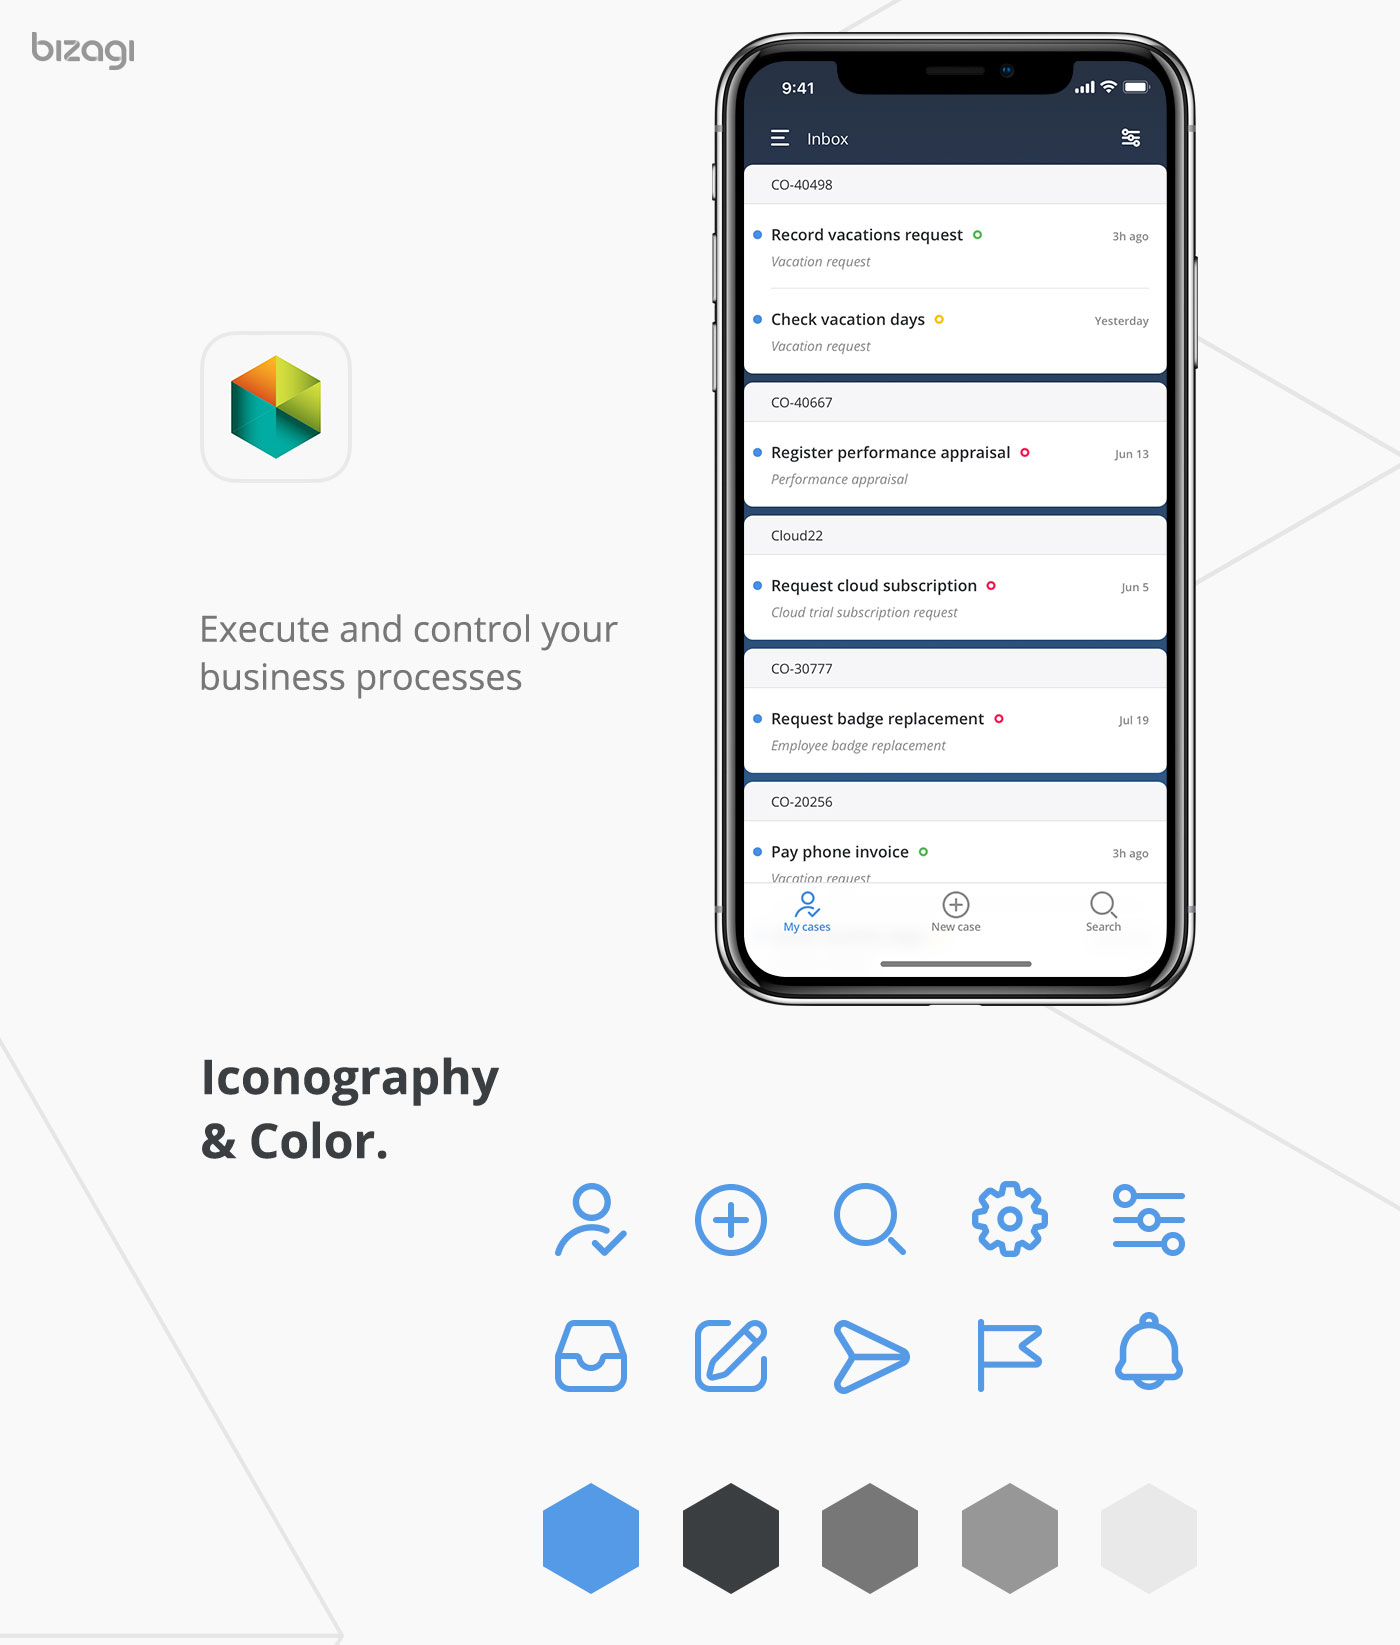 bizagi
9:41
Inbox
CO-40498
Record vacations request
3h ago
Vacation request
Check vacation days
Yesterday
Vacation request
CO-40667
Register performance appraisal
Jun 13
Performance appraisal
Cloud22
Request cloud subscription
Jun 5
Cloud trial subscription request
CO-30777
Request badge replacement
Jul 19
Employee badge replacement
CO-20256
Pay phone invoice
3h ago
Vacation request
My cases
New case
Search
Execute and control your
business processes
Iconography
& Color.